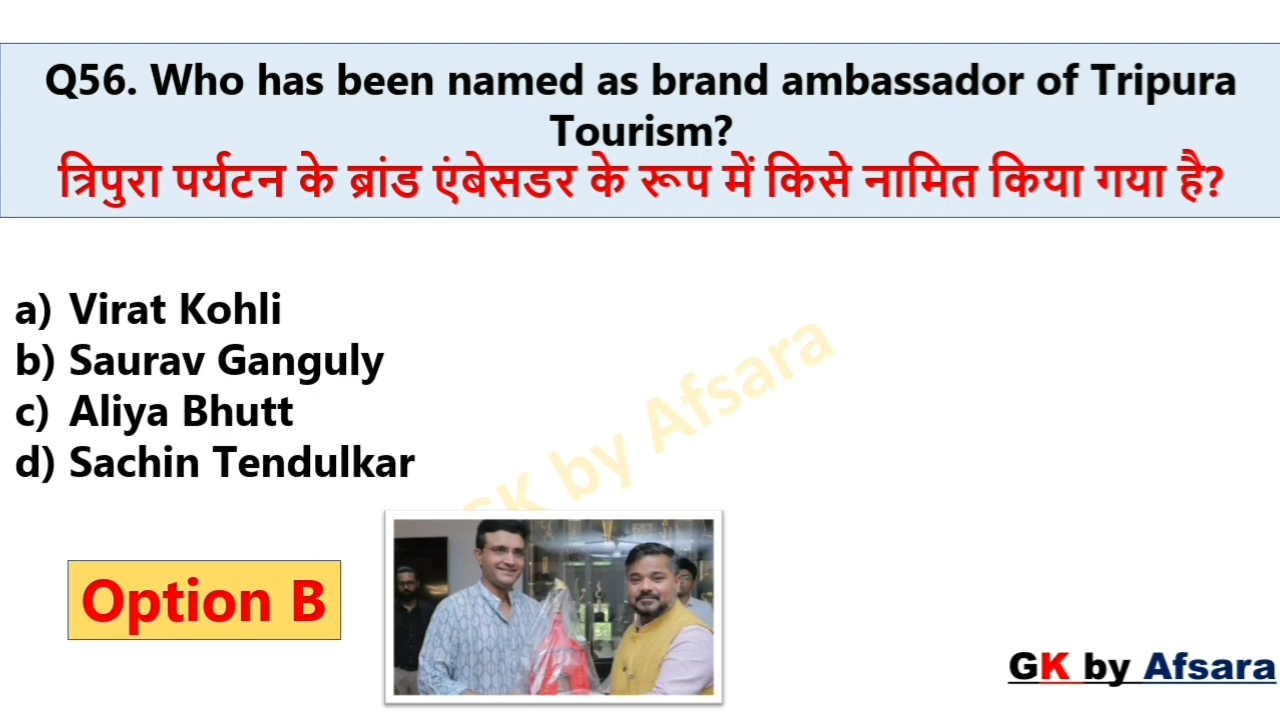 Q56. Who has been named as brand ambassador of Tripura
Tourism?
त्रिपुरा पर्यटन के ब्रांड एंबेसडर के रूप में किसे नामित किया गया है?
a) Virat Kohli
b) Saurav Ganguly
c) Aliya Bhutt
d) Sachin Tendulkar
GK by Afsara
Option B
GK by Afsara